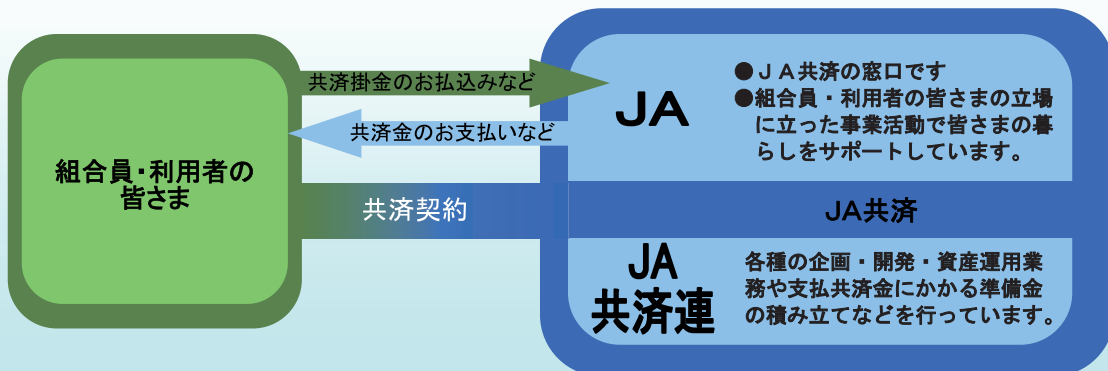 組合員・利用者の
皆さま
共済掛金のお払込みなど
共済金のお支払いなど
共済契約
JA
●ＪＡ共済の窓口です
●組合員・利用者の皆さまの立場
に立った事業活動で皆さまの暮
らしをサポートしています。
JA共済
JA
共済連
各種の企画・開発・資産運用業
務や支払共済金にかかる準備金
の積み立てなどを行っています。